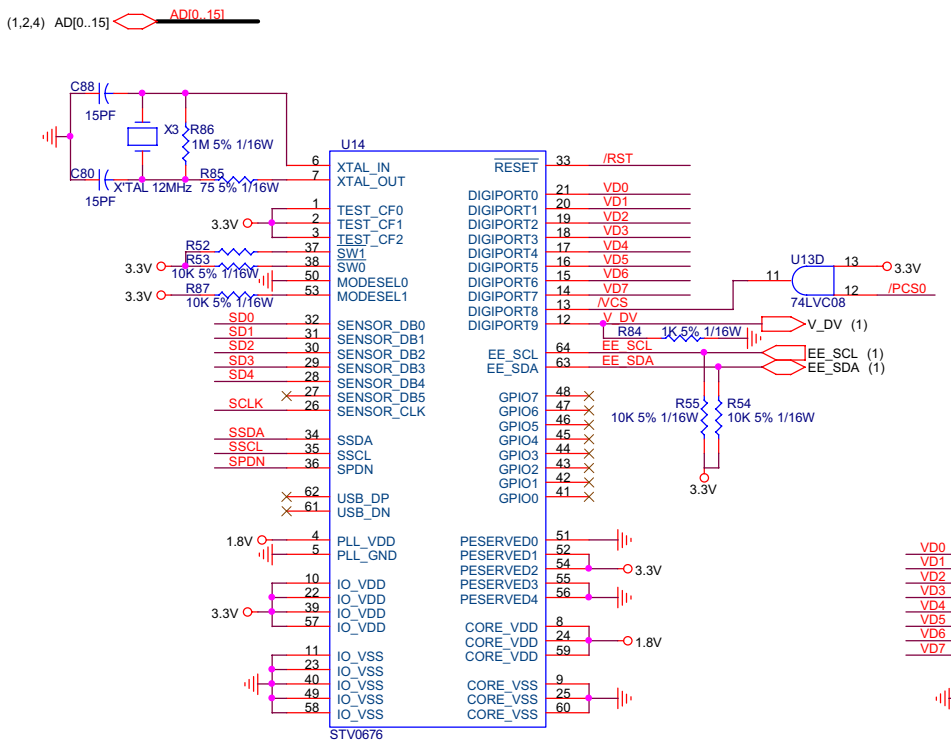 (1,2,4) AD[0..15] AD[0..15]
C88
15PF
X3
R86
1M 5% 1/16W
C80
15PF
X'TAL 12MHz
R85
75 5% 1/16W
U14
6 XTAL_IN
7 XTAL_OUT
1 TEST_CF0
2 TEST_CF1
3 TEST_CF2
3.3V
R52
37 SW1
R53
3.3V
10K 5% 1/16W
38 SW0
50 MODESEL0
R87
3.3V
10K 5% 1/16W
53 MODESEL1
SD0 32 SENSOR_DB0
SD1 31 SENSOR_DB1
SD2 30 SENSOR_DB2
SD3 29 SENSOR_DB3
SD4 28 SENSOR_DB4
27 SENSOR_DB5
SCLK 26 SENSOR_CLK
SSDA 34 SSDA
SSCL 35 SSCL
SPDN 36 SPDN
62 USB_DP
61 USB_DN
1.8V 4 PLL_VDD
5 PLL_GND
10 IO_VDD
22 IO_VDD
3.3V 39 IO_VDD
57 IO_VDD
11 IO_VSS
23 IO_VSS
40 IO_VSS
49 IO_VSS
58 IO_VSS
STV0676
RESET 33 /RST
DIGIPORT0 21 VD0
DIGIPORT1 20 VD1
DIGIPORT2 19 VD2
DIGIPORT3 18 VD3
DIGIPORT4 17 VD4
DIGIPORT5 16 VD5
DIGIPORT6 15 VD6
DIGIPORT7 14 VD7
DIGIPORT8 13 /VCS
DIGIPORT9 12 V_DV
U13D
11
13 3.3V
12 /PCS0
74LVC08
V_DV (1)
R84 1K 5% 1/16W
EE_SCL 64 EE_SCL EE_SCL (1)
EE_SDA 63 EE_SDA EE_SDA (1)
R55
10K 5% 1/16W
R54
10K 5% 1/16W
3.3V
GPIO7 48
GPIO6 47
GPIO5 46
GPIO4 45
GPIO3 44
GPIO2 43
GPIO1 42
GPIO0 41
PESERVED0 51
PESERVED1 52
PESERVED2 54 3.3V
PESERVED3 55
PESERVED4 56
CORE_VDD 8
CORE_VDD 24 1.8V
CORE_VDD 59
CORE_VSS 9
CORE_VSS 25
CORE_VSS 60
VD0
VD1
VD2
VD3
VD4
VD5
VD6
VD7